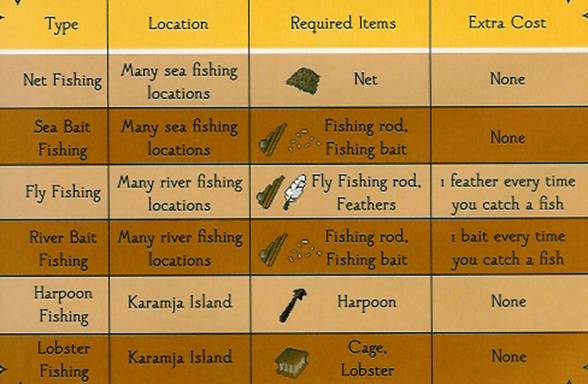 Type Location Required Items Extra Cost
Net Fishing Many sea fishing locations Net None
Sea Bait Fishing Many sea fishing locations Fishing rod, Fishing bait None
Fly Fishing Many river fishing locations Fly Fishing rod, Feathers 1 feather every time you catch a fish
River Bait Fishing Many river fishing locations Fishing rod, Fishing bait 1 bait every time you catch a fish
Harpoon Fishing Karamja Island Harpoon None
Lobster Fishing Karamja Island Cage, Lobster None